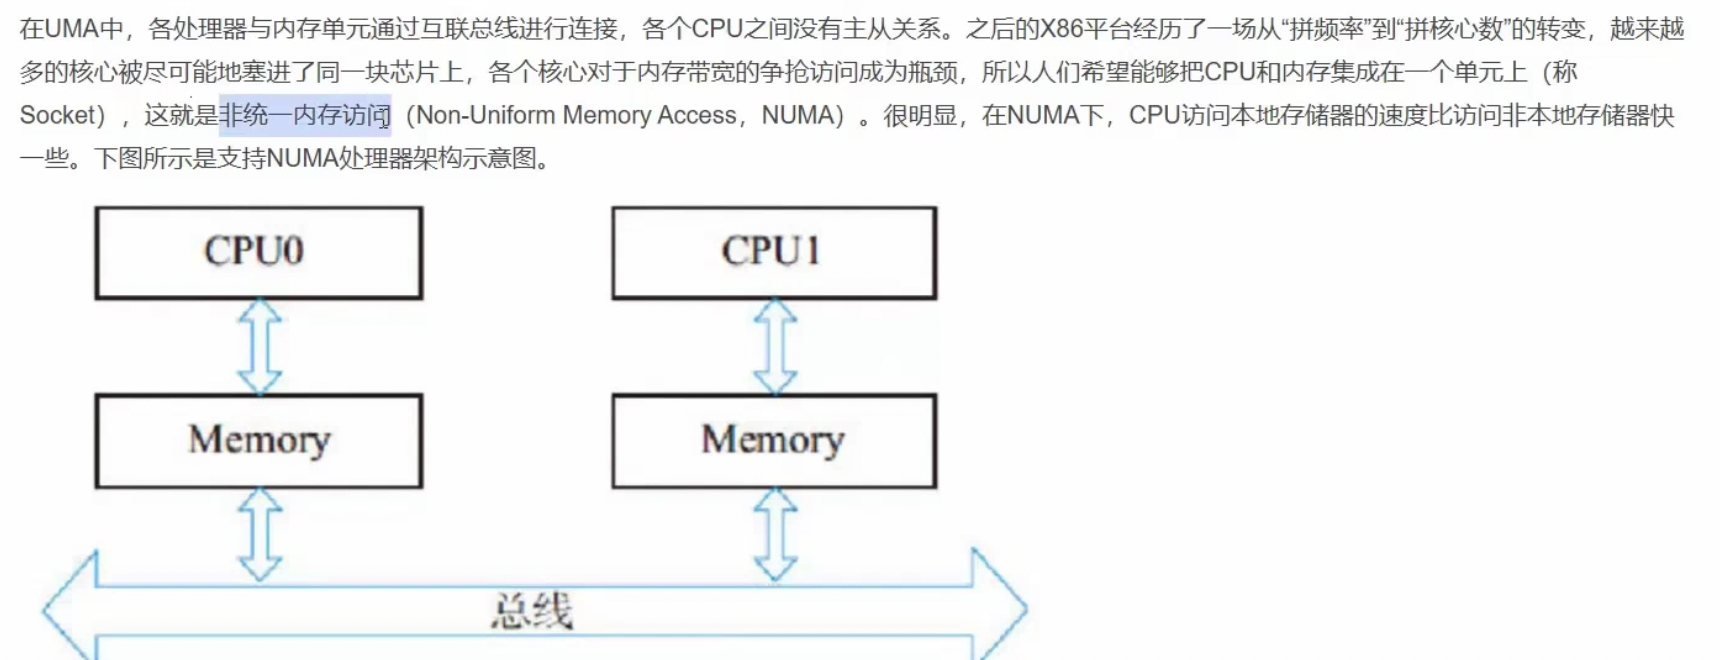 在UMA中，各处理器与内存单元通过互联总线进行连接，各个CPU之间没有主从关系。之后的X86平台经历了一场从“拼频率”到“拼核心数”的转变，越来越
多的核心被尽可能地塞进了同一块芯片上，各个核心对于内存带宽的争抢访问成为瓶颈，所以人们希望能够把CPU和内存集成在一个单元上（称
Socket），这就是非统一内存访问（Non-Uniform Memory Access，NUMA）。很明显，在NUMA下，CPU访问本地存储器的速度比访问非本地存储器快
一些。下图所示是支持NUMA处理器架构示意图。
CPU0
CPU1
Memory
Memory
总线